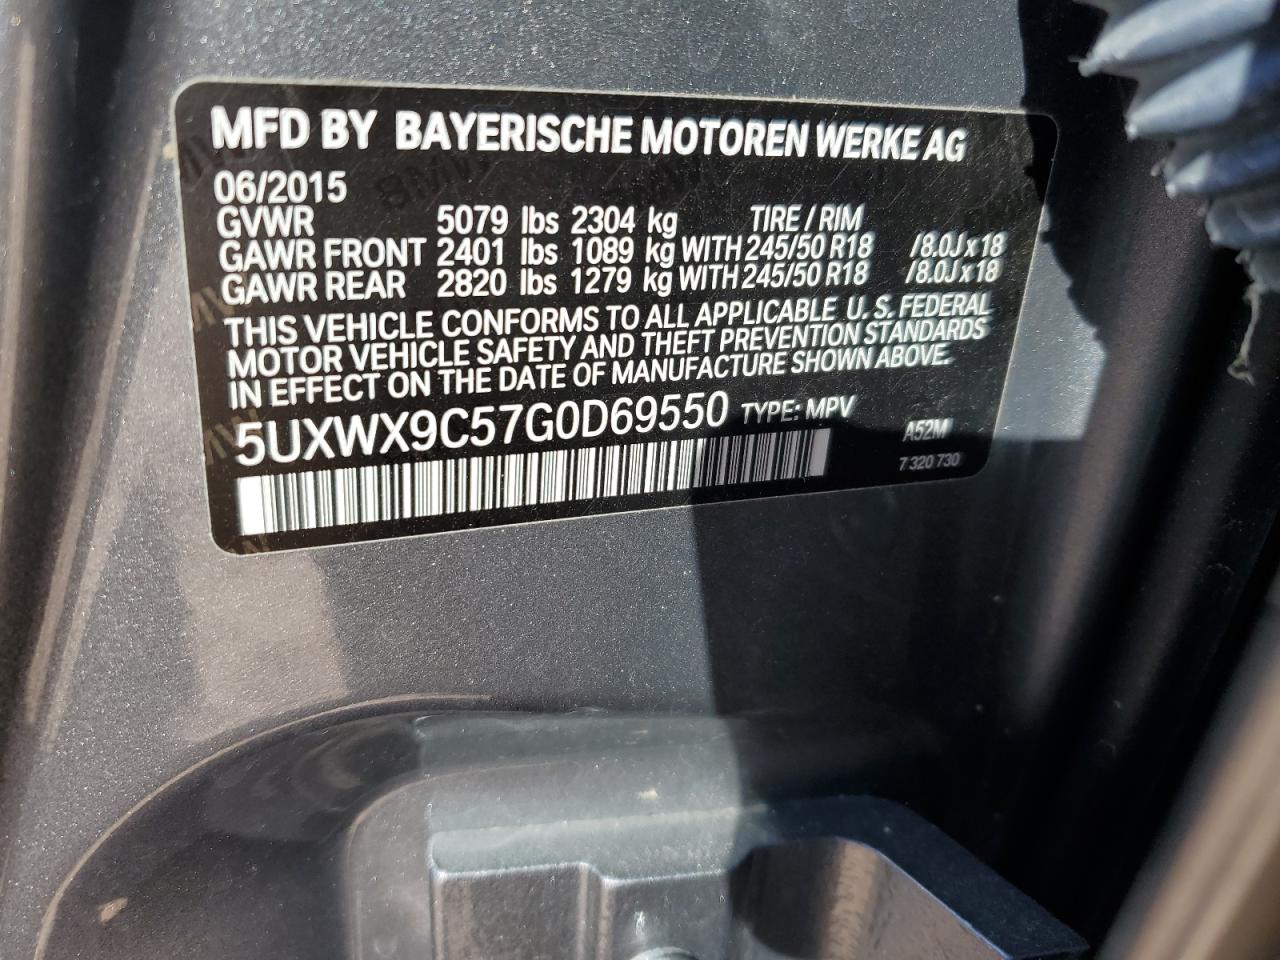 MFD BY BAYERISCHE MOTOREN WERKE AG
06/2015
GVWR 5079 lbs 2304 kg TIRE / RIM
GAWR FRONT 2401 lbs 1089 kg WITH 245/50 R18 /8.0J x 18
GAWR REAR 2820 lbs 1279 kg WITH 245/50 R18 /8.0J x 18
THIS VEHICLE CONFORMS TO ALL APPLICABLE U.S. FEDERAL
MOTOR VEHICLE SAFETY AND THEFT PREVENTION STANDARDS
IN EFFECT ON THE DATE OF MANUFACTURE SHOWN ABOVE.
5UXWX9C57G0D69550 TYPE: MPV
A52M
7 320 730